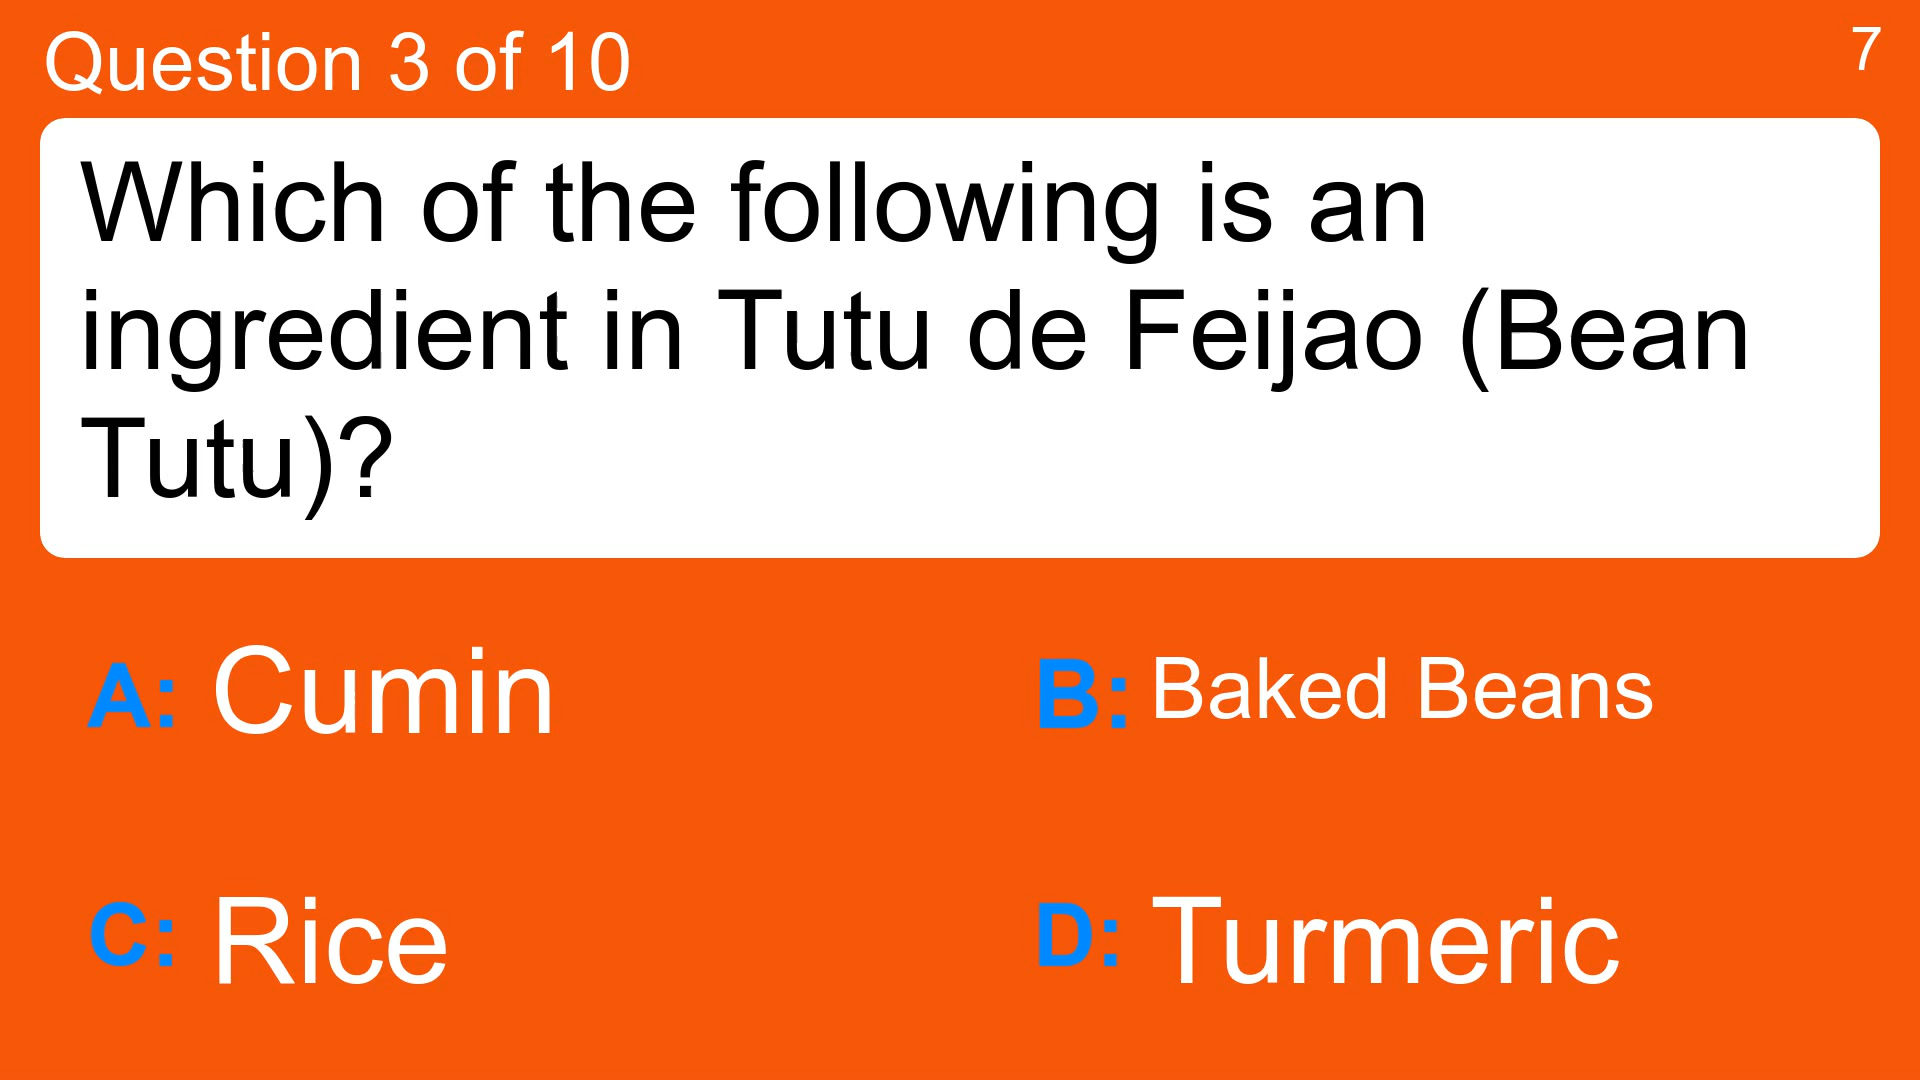 Question 3 of 10
7
Which of the following is an
ingredient in Tutu de Feijao (Bean
Tutu)?
A: Cumin
B: Baked Beans
C: Rice
D: Turmeric